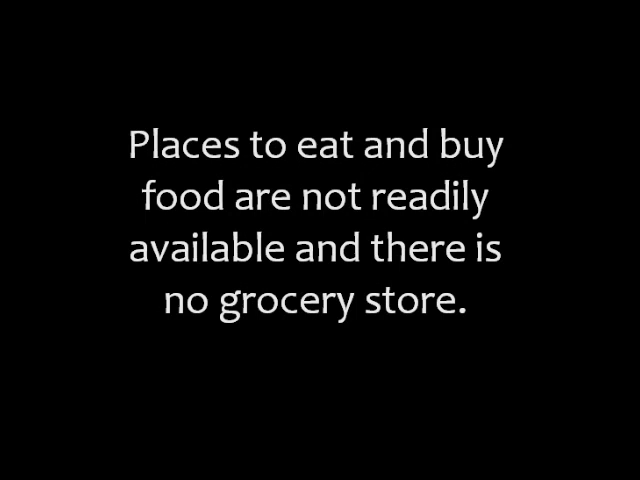 Places to eat and buy
food are not readily
available and there is
no grocery store.